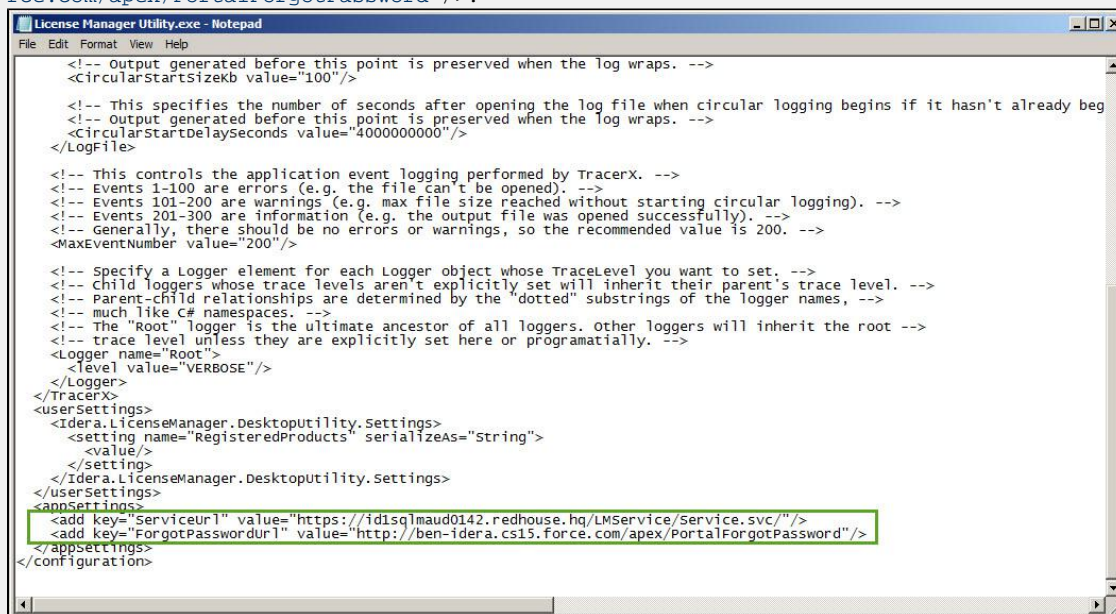 License Manager Utility.exe - Notepad
File Edit Format View Help
<!-- Output generated before this point is preserved when the log wraps. -->
<CircularStartSizeKb value="100"/>
<!-- This specifies the number of seconds after opening the log file when circular logging begins if it hasn't already beg
<!-- Output generated before this point is preserved when the log wraps. -->
<CircularStartDelaySeconds value="4000000000"/>
</LogFile>
<!-- This controls the application event logging performed by TracerX. -->
<!-- Events 1-100 are errors (e.g. the file can't be opened). -->
<!-- Events 101-200 are warnings (e.g. max file size reached without starting circular logging). -->
<!-- Events 201-300 are information (e.g. the output file was opened successfully). -->
<!-- Generally, there should be no errors or warnings, so the recommended value is 200. -->
<MaxEventNumber value="200"/>
<!-- Specify a Logger element for each Logger object whose TraceLevel you want to set. -->
<!-- Child loggers whose trace levels aren't explicitly set will inherit their parent's trace level. -->
<!-- Parent-child relationships are determined by the "dotted" substrings of the logger names, -->
<!-- much like C# namespaces. -->
<!-- The "Root" logger is the ultimate ancestor of all loggers. Other loggers will inherit the root -->
<!-- trace level unless they are explicitly set here or programatially. -->
<Logger name="Root">
<level value="VERBOSE"/>
</Logger>
</TracerX>
<userSettings>
<Idera.LicenseManager.DesktopUtility.Settings>
<setting name="RegisteredProducts" serializeAs="String">
<value/>
</setting>
</Idera.LicenseManager.DesktopUtility.Settings>
</userSettings>
<appSettings>
<add key="ServiceUrl" value="https://id1sqlmaud0142.redhouse.hq/LMService/Service.svc/"/>
<add key="ForgotPasswordUrl" value="http://ben-idera.cs15.force.com/apex/PortalForgotPassword"/>
</appSettings>
</configuration>